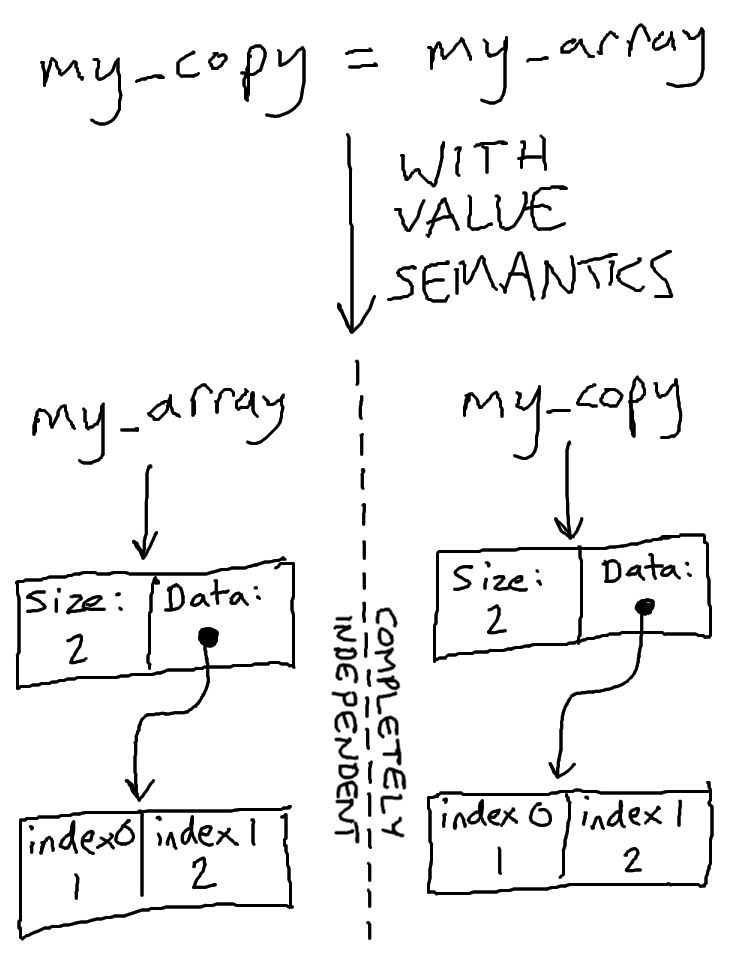 my_copy = my_array
WITH
VALUE
SEMANTICS
my_array
my_copy
Size:
2
Data:
Size:
2
Data:
COMPLETELY
INDEPENDENT
index0
1
index1
2
index 0
1
index 1
2